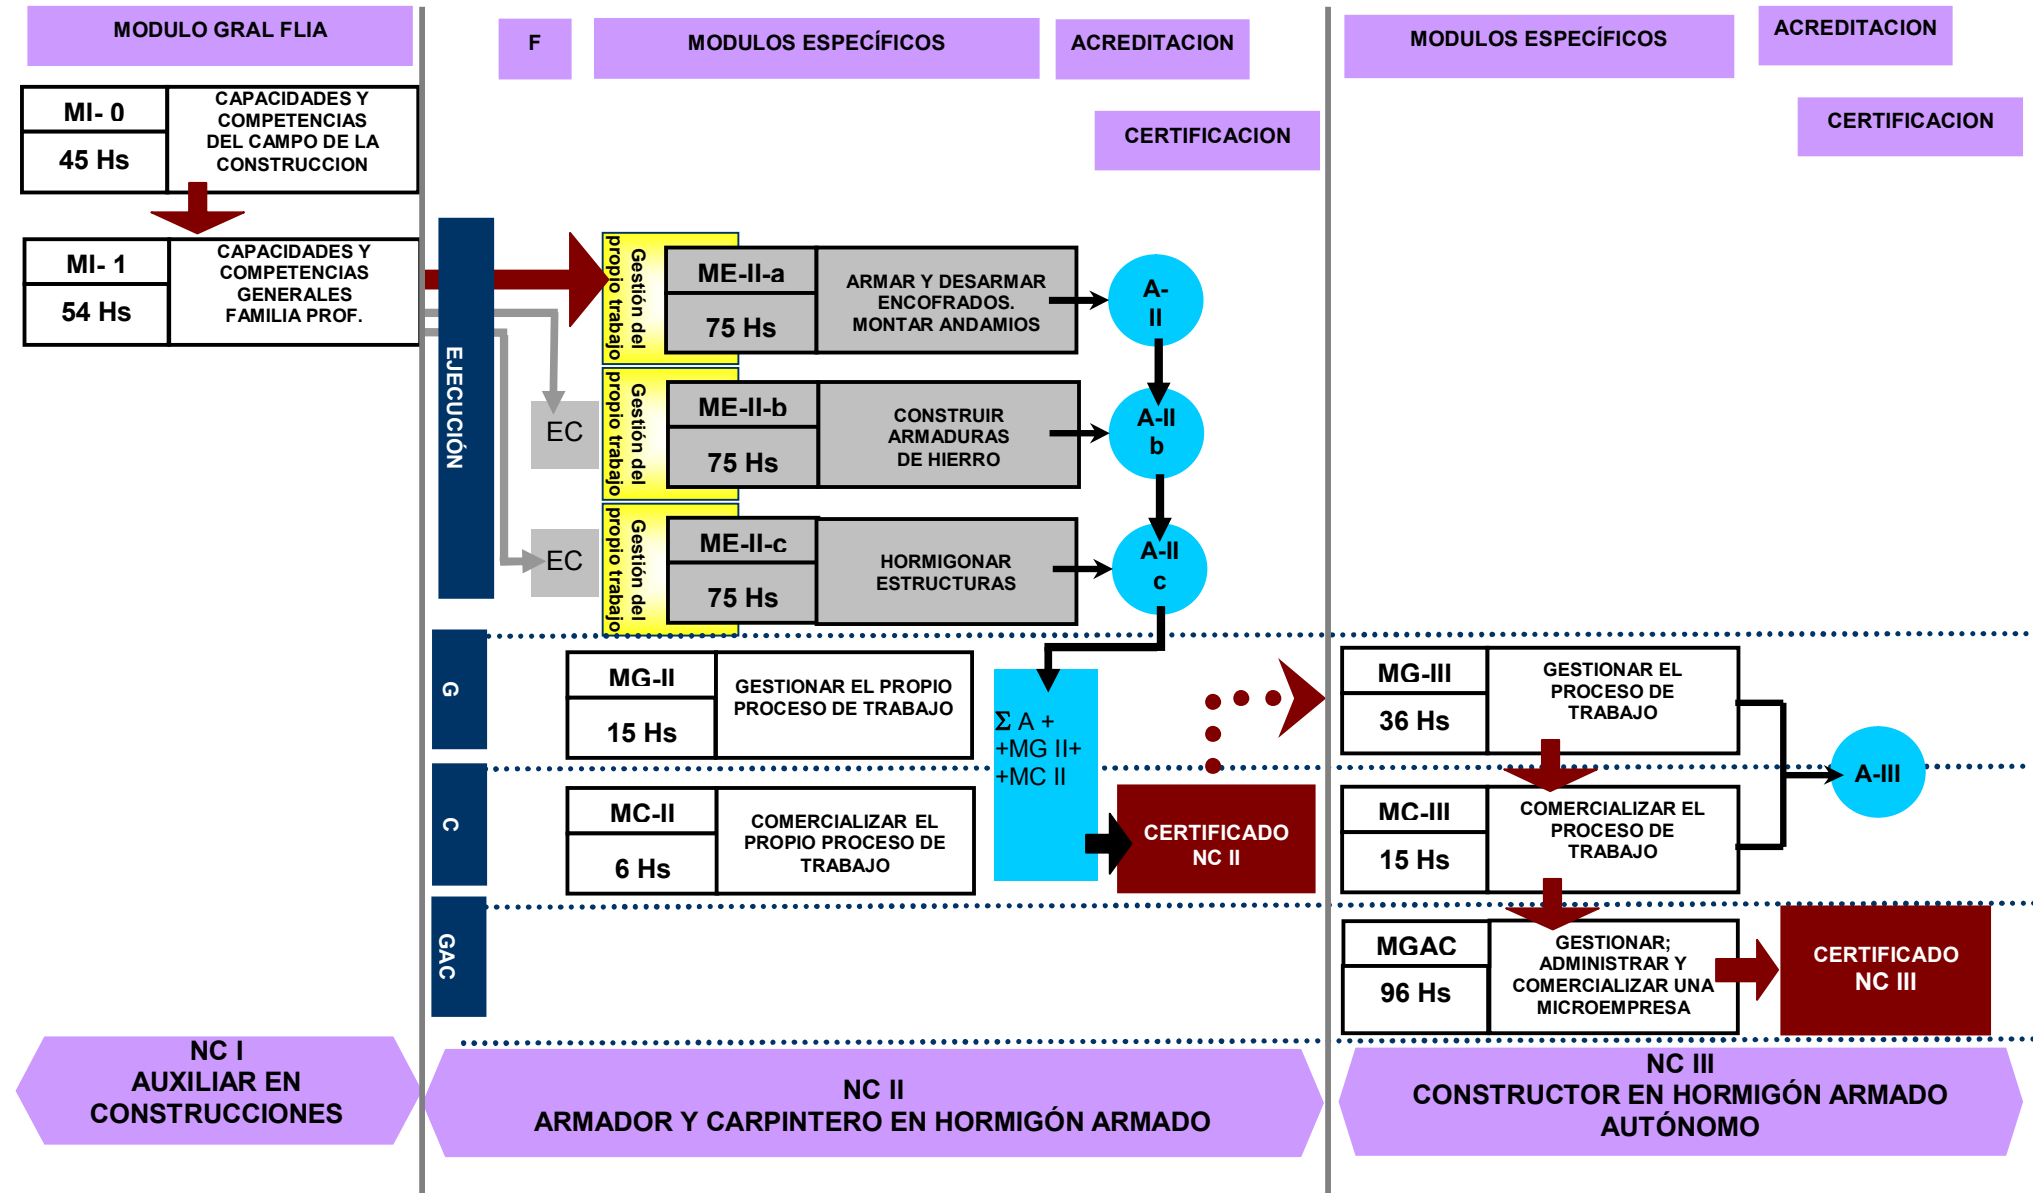 MODULO GRAL FLIA
F
MODULOS ESPECÍFICOS
ACREDITACION
MODULOS ESPECÍFICOS
ACREDITACION
CERTIFICACION
CERTIFICACION
MI- 0
45 Hs
CAPACIDADES Y
COMPETENCIAS
DEL CAMPO DE LA
CONSTRUCCION
MI- 1
54 Hs
CAPACIDADES Y
COMPETENCIAS
GENERALES
FAMILIA PROF.
EJECUCIÓN
Gestión del
propio trabajo
ME-II-a
75 Hs
ARMAR Y DESARMAR
ENCOFRADOS.
MONTAR ANDAMIOS
A-
II
EC
Gestión del
propio trabajo
ME-II-b
75 Hs
CONSTRUIR
ARMADURAS
DE HIERRO
A-II
b
EC
Gestión del
propio trabajo
ME-II-c
75 Hs
HORMIGONAR
ESTRUCTURAS
A-II
c
G
MG-II
15 Hs
GESTIONAR EL PROPIO
PROCESO DE TRABAJO
Σ A +
+MG II+
+MC II
MG-III
36 Hs
GESTIONAR EL
PROCESO DE
TRABAJO
A-III
C
MC-II
6 Hs
COMERCIALIZAR EL
PROPIO PROCESO DE
TRABAJO
CERTIFICADO
NC II
MC-III
15 Hs
COMERCIALIZAR EL
PROCESO DE
TRABAJO
GAC
MGAC
96 Hs
GESTIONAR;
ADMINISTRAR Y
COMERCIALIZAR UNA
MICROEMPRESA
CERTIFICADO
NC III
NC I
AUXILIAR EN
CONSTRUCCIONES
NC II
ARMADOR Y CARPINTERO EN HORMIGÓN ARMADO
NC III
CONSTRUCTOR EN HORMIGÓN ARMADO
AUTÓNOMO